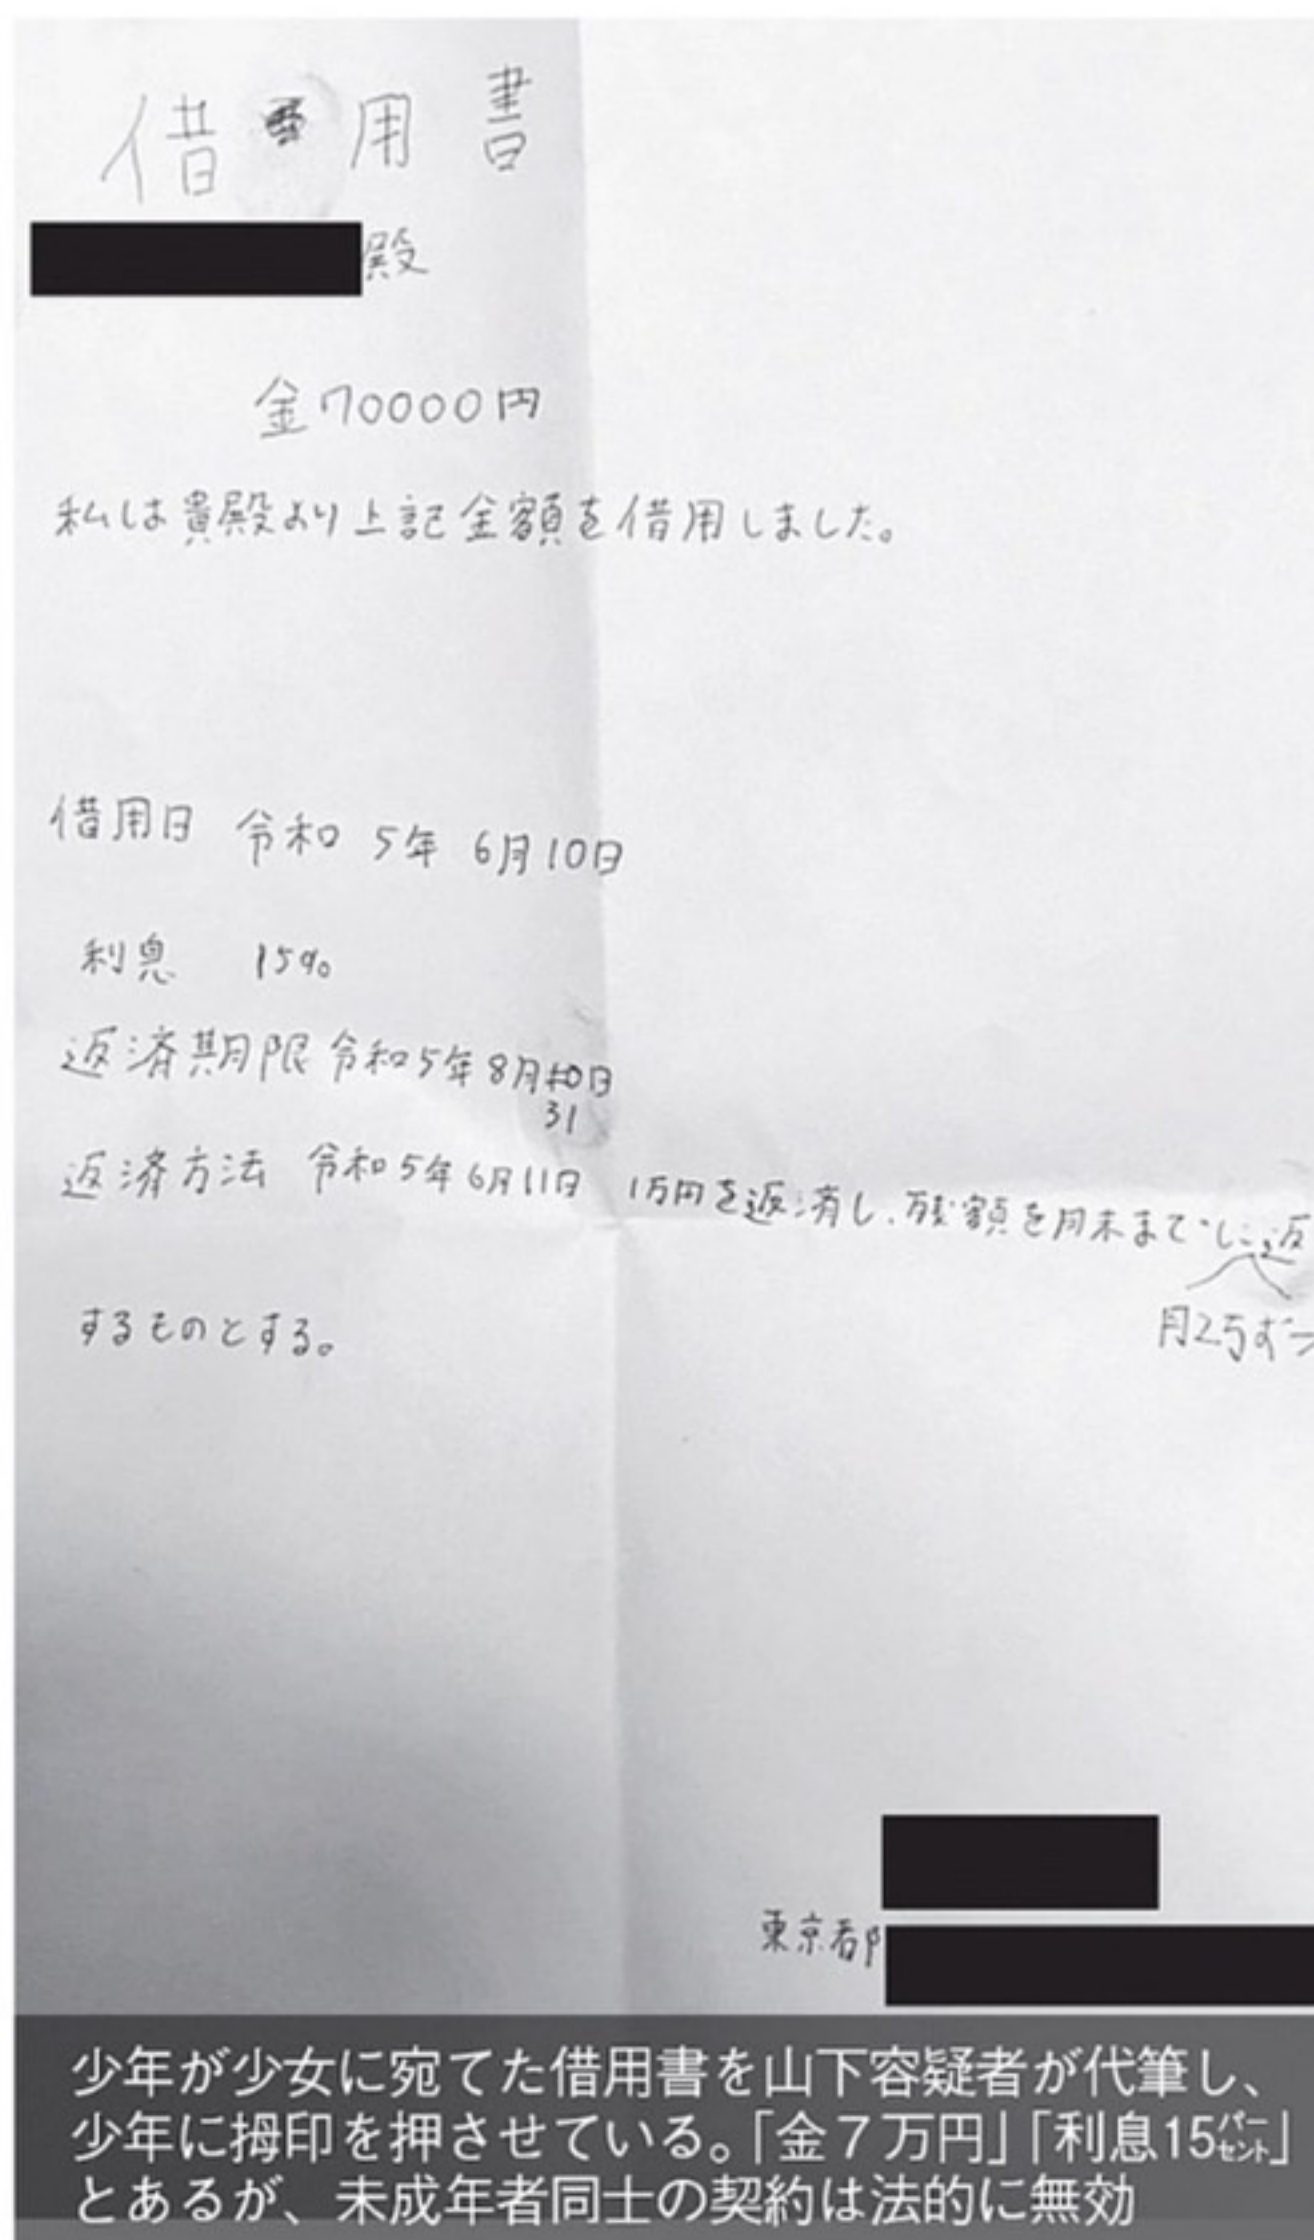 借用書
殿
金70000円
私は貴殿より上記金額を借用しました。
借用日 令和 5年 6月10日
利息 15%
返済期限 令和5年8月10日
31
返済方法 令和5年6月11日 1万円を返済し、残額を月末までに返
月2万ずつ
するものとする。
東京都
少年が少女に宛てた借用書を山下容疑者が代筆し、
少年に拇印を押させている。「金7万円」「利息15パーセント」
とあるが、未成年者同士の契約は法的に無効